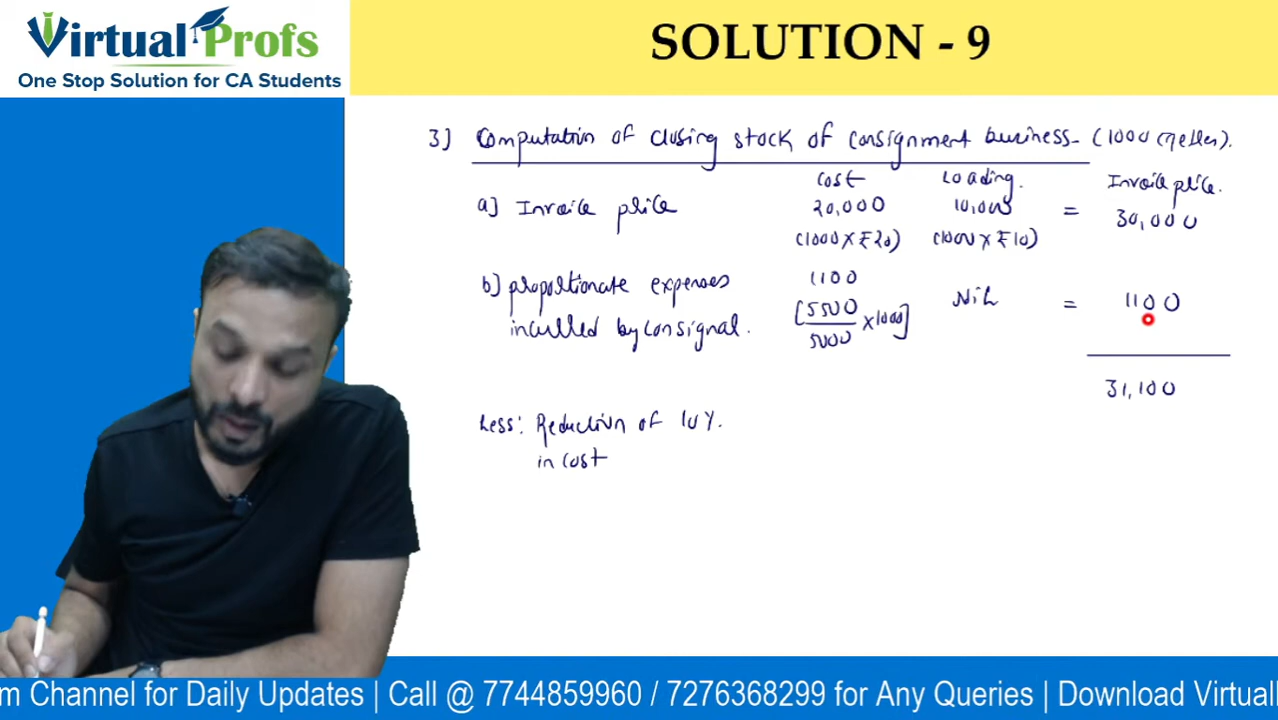 Virtual Profs
One Stop Solution for CA Students
SOLUTION - 9
3) Computation of closing stock of consignment business - (1000 meters).
Cost Loading Invoice price.
a) Invoice price 20,000 10,000 = 30,000
(1000 x ₹20) (1000 x ₹10)
b) proportionate expenses 1100 Nil = 1100
incurred by consignor. [5500/5000 x 1000]
31,100
Less: Reduction of 10%.
in cost
m Channel for Daily Updates | Call @ 7744859960 / 7276368299 for Any Queries | Download Virtual